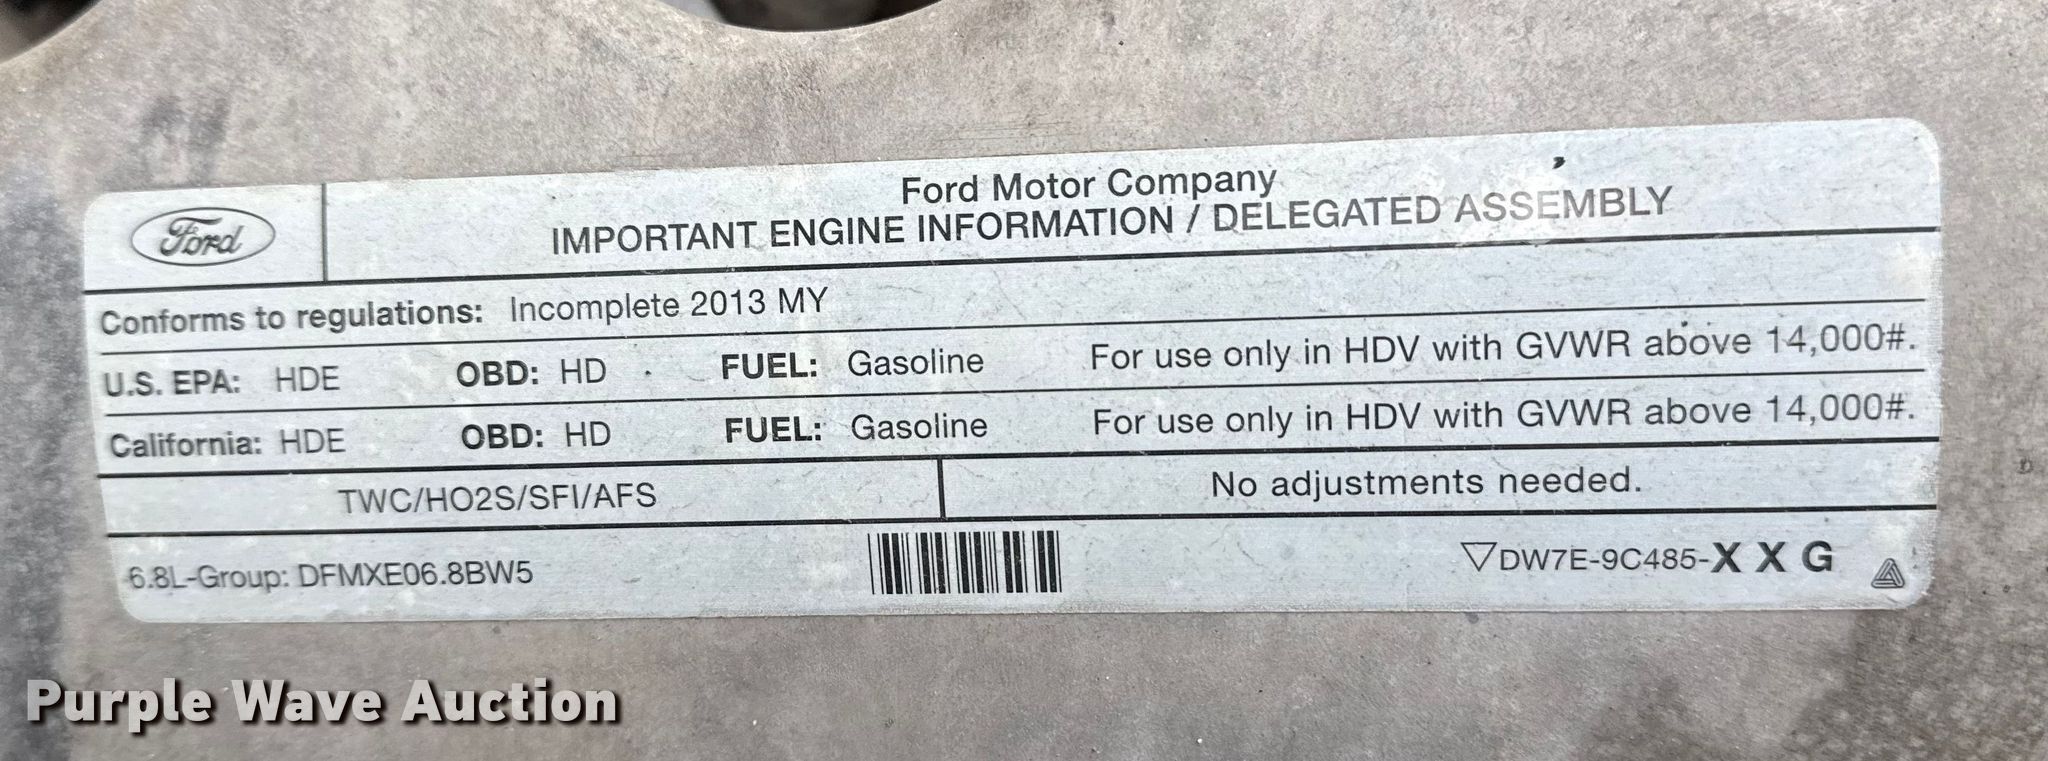 Ford
Ford Motor Company
IMPORTANT ENGINE INFORMATION / DELEGATED ASSEMBLY
Conforms to regulations: Incomplete 2013 MY
U.S. EPA: HDE OBD: HD FUEL: Gasoline For use only in HDV with GVWR above 14,000#.
California: HDE OBD: HD FUEL: Gasoline For use only in HDV with GVWR above 14,000#.
TWC/HO2S/SFI/AFS No adjustments needed.
6.8L-Group: DFMXE06.8BW5 ▽DW7E-9C485-XXG
Purple Wave Auction